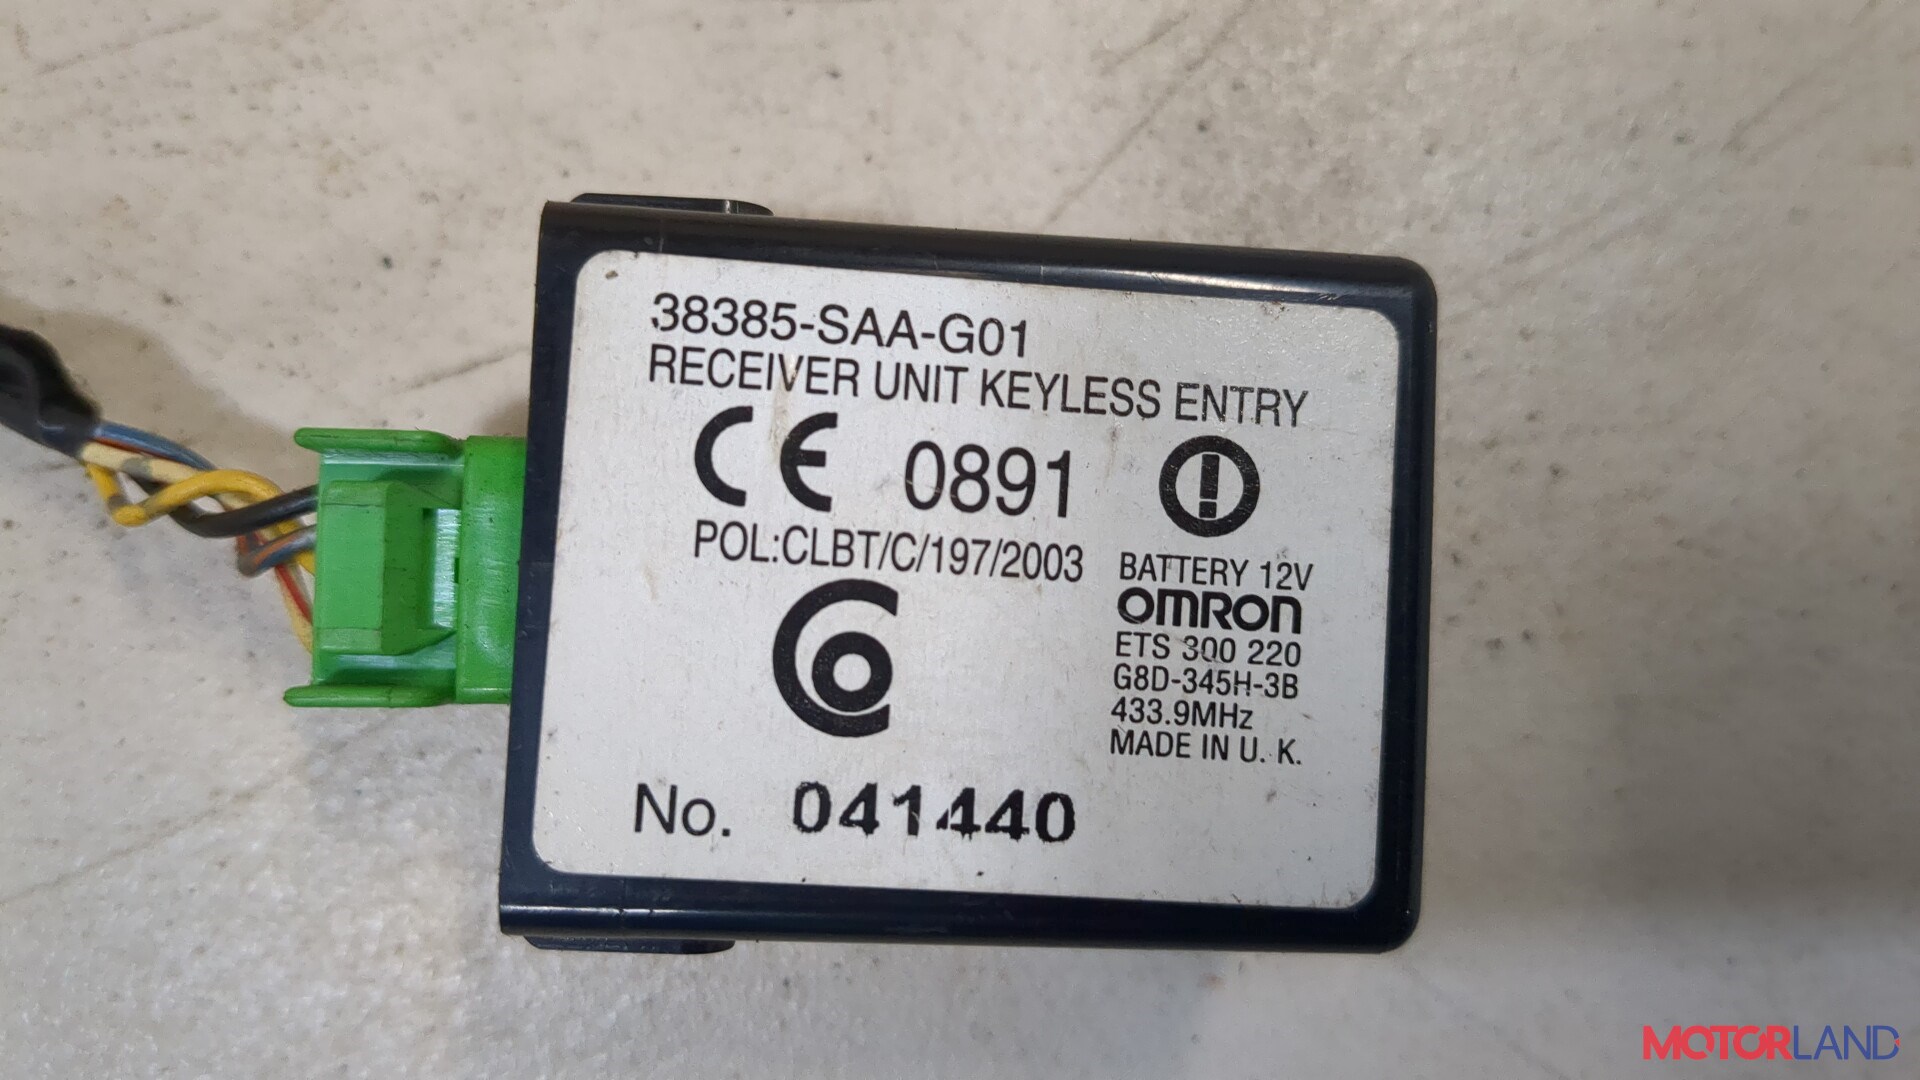 38385-SAA-G01
RECEIVER UNIT KEYLESS ENTRY
CE 0891
POL:CLBT/C/197/2003
BATTERY 12V
OMRON
ETS 300 220
G8D-345H-3B
433.9MHz
MADE IN U. K.
No. 041440
MOTORLAND